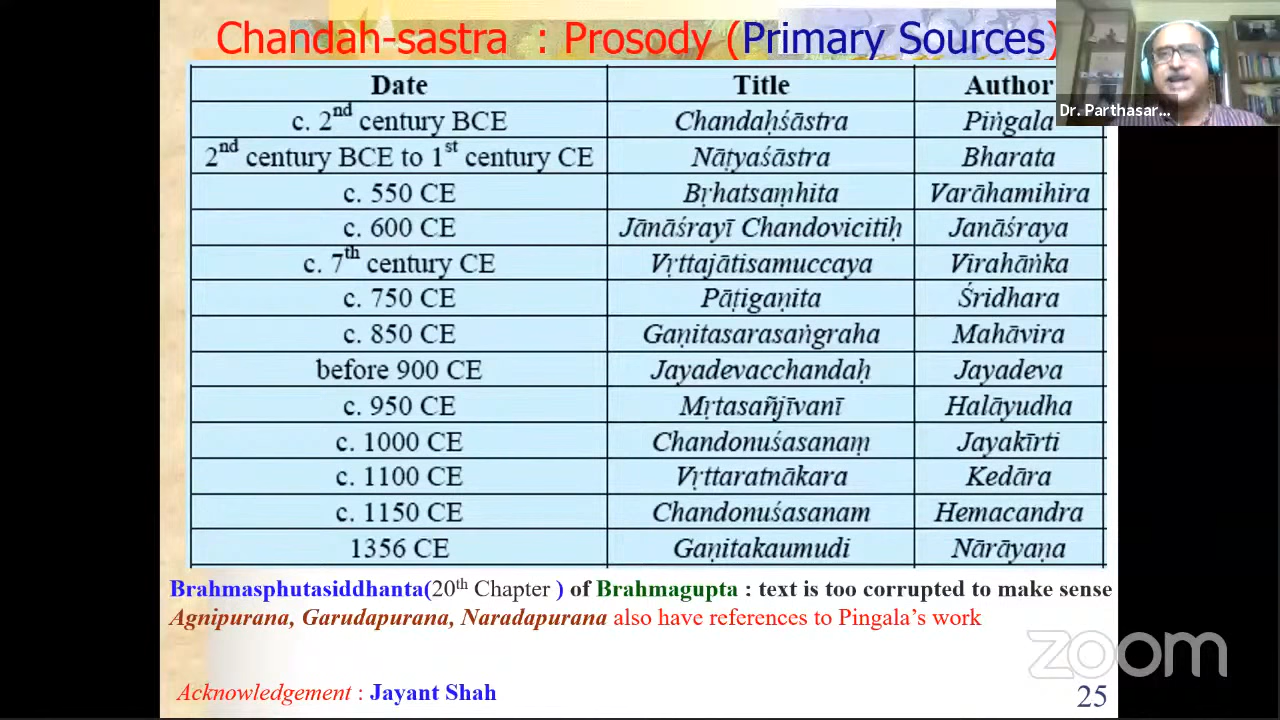 Chandah-sastra : Prosody (Primary Sources)
Dr. Parthasar...
Date Title Author
c. 2nd century BCE Chandaḥśāstra Piṅgala
2nd century BCE to 1st century CE Nāṭyaśāstra Bharata
c. 550 CE Bṛhatsaṃhita Varāhamihira
c. 600 CE Jānāśrayī Chandovicitiḥ Janāśraya
c. 7th century CE Vṛttajātisamuccaya Virahāṅka
c. 750 CE Pāṭigaṇita Śridhara
c. 850 CE Gaṇitasarasaṅgraha Mahāvira
before 900 CE Jayadevacchandaḥ Jayadeva
c. 950 CE Mṛtasañjīvanī Halāyudha
c. 1000 CE Chandonuśasanaṃ Jayakīrti
c. 1100 CE Vṛttaratnākara Kedāra
c. 1150 CE Chandonuśasanam Hemacandra
1356 CE Gaṇitakaumudi Nārāyaṇa
Brahmasphutasiddhanta(20th Chapter ) of Brahmagupta : text is too corrupted to make sense
Agnipurana, Garudapurana, Naradapurana also have references to Pingala's work
zoom
Acknowledgement : Jayant Shah
25